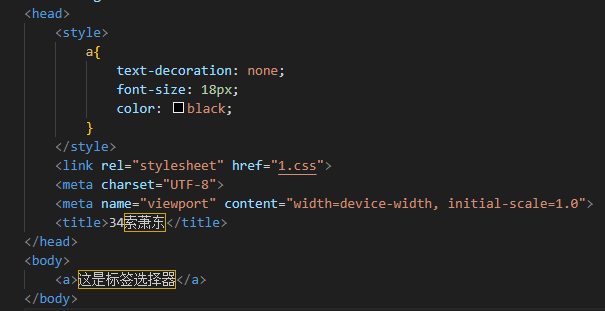 <head>
<style>
a{
text-decoration: none;
font-size: 18px;
color: black;
}
</style>
<link rel="stylesheet" href="1.css">
<meta charset="UTF-8">
<meta name="viewport" content="width=device-width, initial-scale=1.0">
<title>34索萧东</title>
</head>
<body>
<a>这是标签选择器</a>
</body>